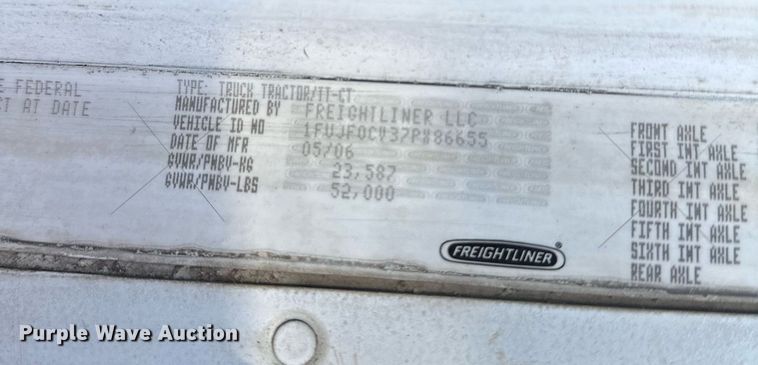 E FEDERAL
CT AT DATE
TYPE: TRUCK TRACTOR/TT-CT
MANUFACTURED BY FREIGHTLINER LLC
VEHICLE ID NO 1FUJF0CV37PX86655
DATE OF MFR 05/06
GVWR/PNBV-KG 23,587
GVWR/PNBV-LBS 52,000
FRONT AXLE
FIRST INT AXLE
SECOND INT AXLE
THIRD INT AXLE
FOURTH INT AXLE
FIFTH INT AXLE
SIXTH INT AXLE
REAR AXLE
FREIGHTLINER®
Purple Wave Auction